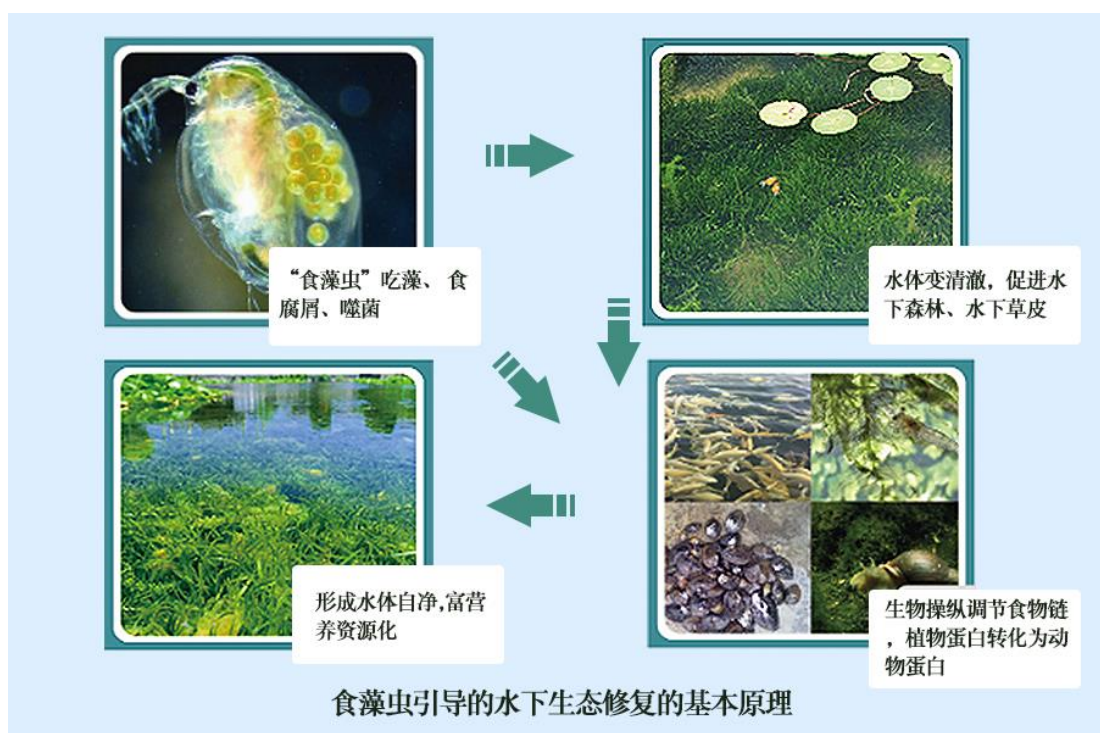 “食藻虫”吃藻、 食
腐屑、噬菌
水体变清澈，促进水
下森林、水下草皮
形成水体自净,富营
养资源化
生物操纵调节食物链
，植物蛋白转化为动
物蛋白
食藻虫引导的水下生态修复的基本原理